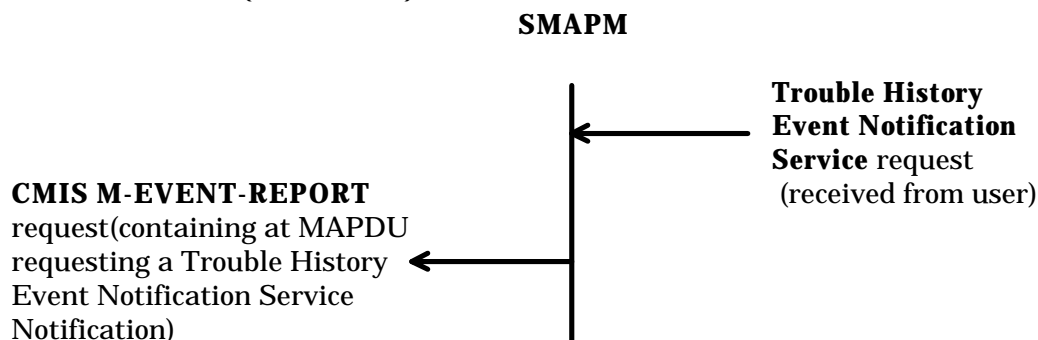 SMAPM
Trouble History
Event Notification
Service request
(received from user)
CMIS M-EVENT-REPORT
request(containing at MAPDU
requesting a Trouble History
Event Notification Service
Notification)